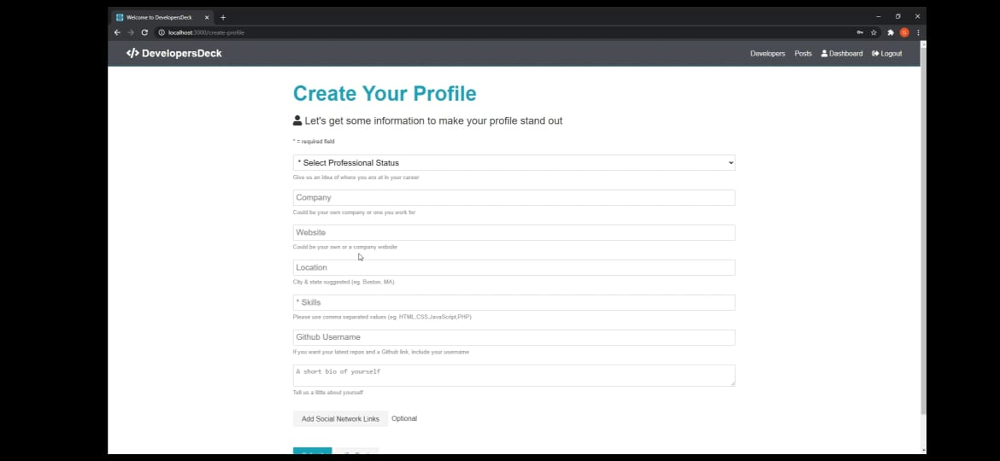 Welcome to DevelopersDeck
localhost:3000/create-profile
</> DevelopersDeck
Developers Posts Dashboard Logout
Create Your Profile
Let's get some information to make your profile stand out
* = required field
* Select Professional Status
Give us an idea of where you are at in your career
Company
Could be your own company or one you work for
Website
Could be your own or a company website
Location
City & state suggested (eg. Boston, MA)
* Skills
Please use comma separated values (eg. HTML,CSS,JavaScript,PHP)
Github Username
If you want your latest repos and a Github link, include your username
A short bio of yourself
Tell us a little about yourself
Add Social Network Links Optional